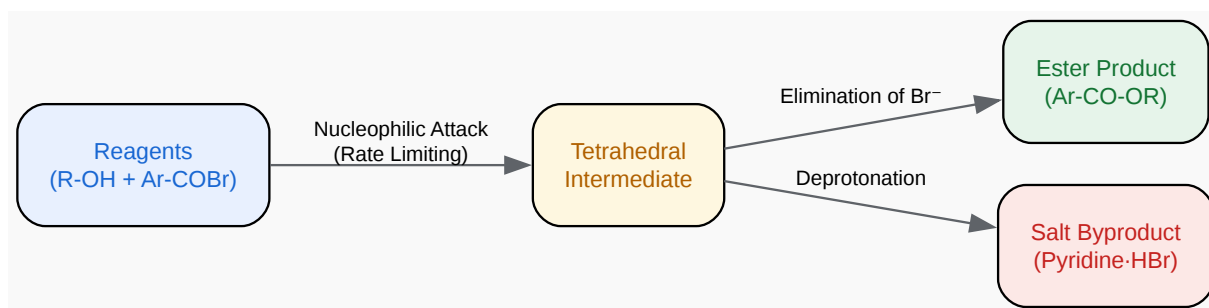 Reagents
(R-OH + Ar-COBr)
Nucleophilic Attack
(Rate Limiting)
Tetrahedral
Intermediate
Elimination of Br⁻
Ester Product
(Ar-CO-OR)
Deprotonation
Salt Byproduct
(Pyridine·HBr)